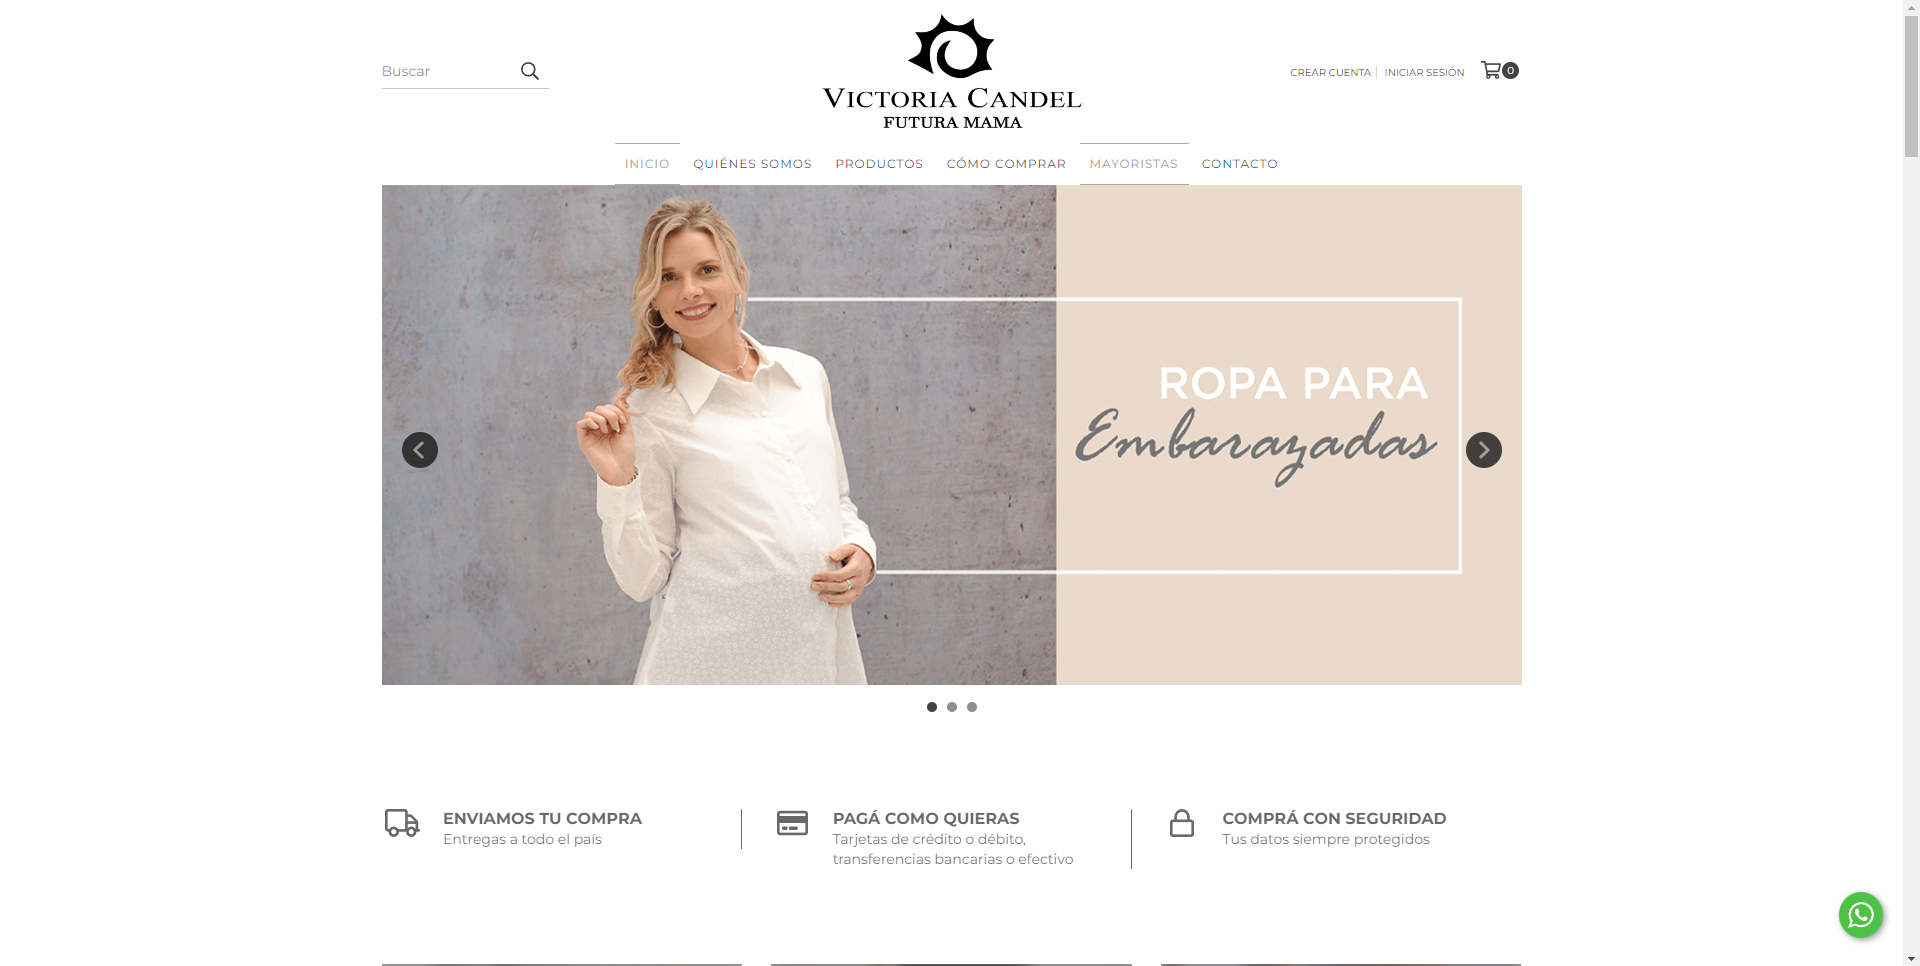 Buscar
VICTORIA CANDEL
FUTURA MAMA
CREAR CUENTA
INICIAR SESIÓN
0
INICIO
QUIÉNES SOMOS
PRODUCTOS
CÓMO COMPRAR
MAYORISTAS
CONTACTO
ROPA PARA
Embarazadas
ENVIAMOS TU COMPRA
Entregas a todo el país
PAGÁ COMO QUIERAS
Tarjetas de crédito o débito,
transferencias bancarias o efectivo
COMPRÁ CON SEGURIDAD
Tus datos siempre protegidos